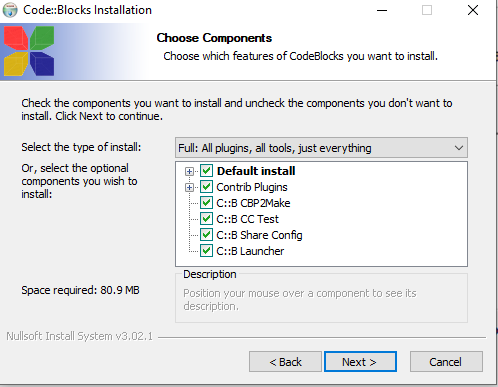 Code::Blocks Installation
Choose Components
Choose which features of CodeBlocks you want to install.
Check the components you want to install and uncheck the components you don't want to
install. Click Next to continue.
Select the type of install:
Full: All plugins, all tools, just everything
Or, select the optional
components you wish to
install:
Default install
Contrib Plugins
C::B CBP2Make
C::B CC Test
C::B Share Config
C::B Launcher
Space required: 80.9 MB
Description
Position your mouse over a component to see its
description.
Nullsoft Install System v3.02.1
< Back
Next >
Cancel